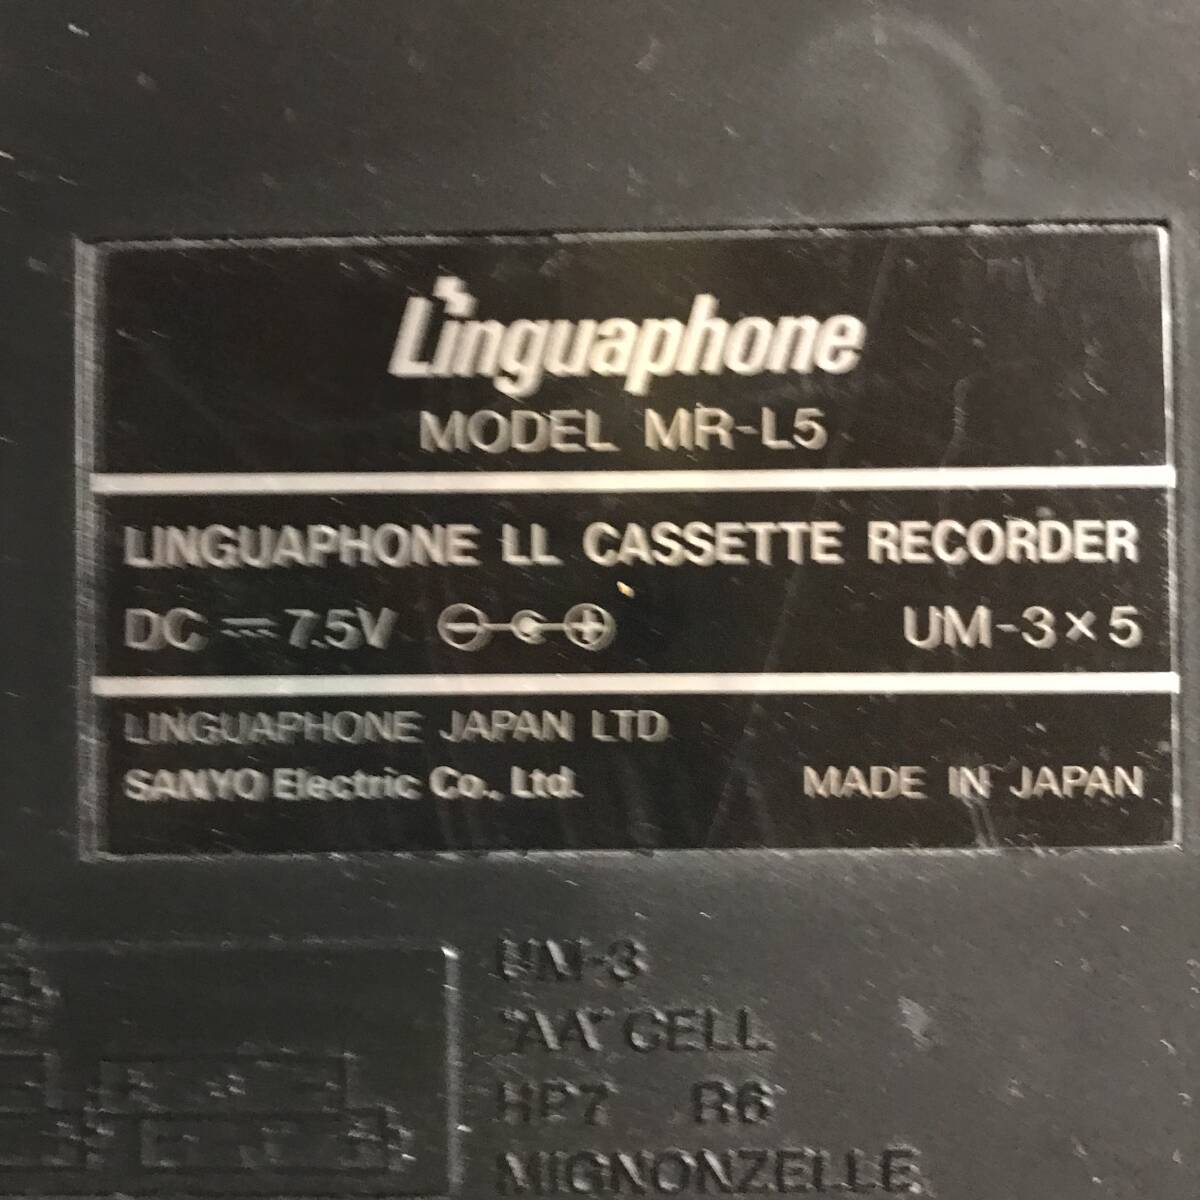 Linguaphone
MODEL MR-L5
LINGUAPHONE LL CASSETTE RECORDER
DC 7.5V UM-3×5
LINGUAPHONE JAPAN LTD
SANYO Electric Co., Ltd. MADE IN JAPAN
UM-3
"AA" CELL
HP7 R6
MIGNONZELLE